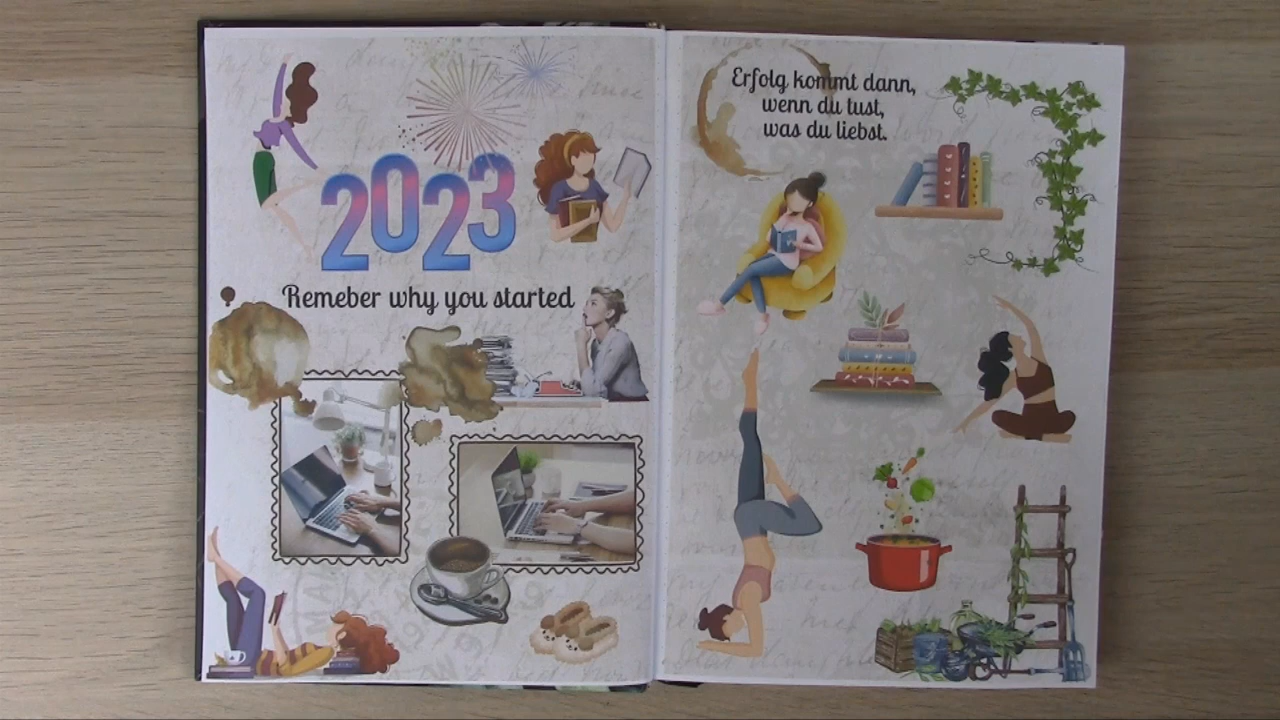 2023
Remeber why you started
Erfolg kommt dann,
wenn du tust,
was du liebst.